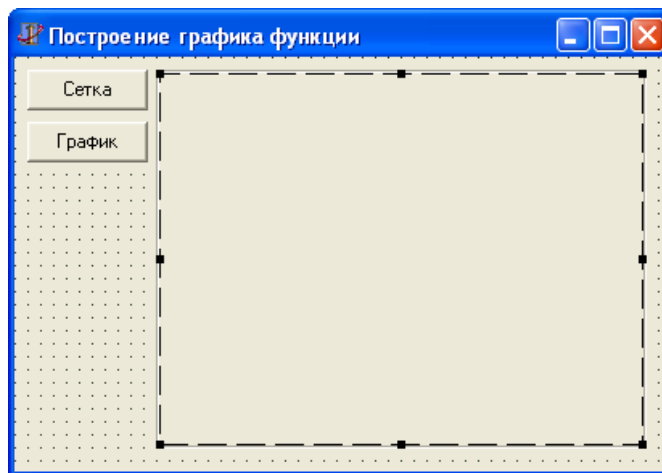 Построение графика функции
Сетка
График